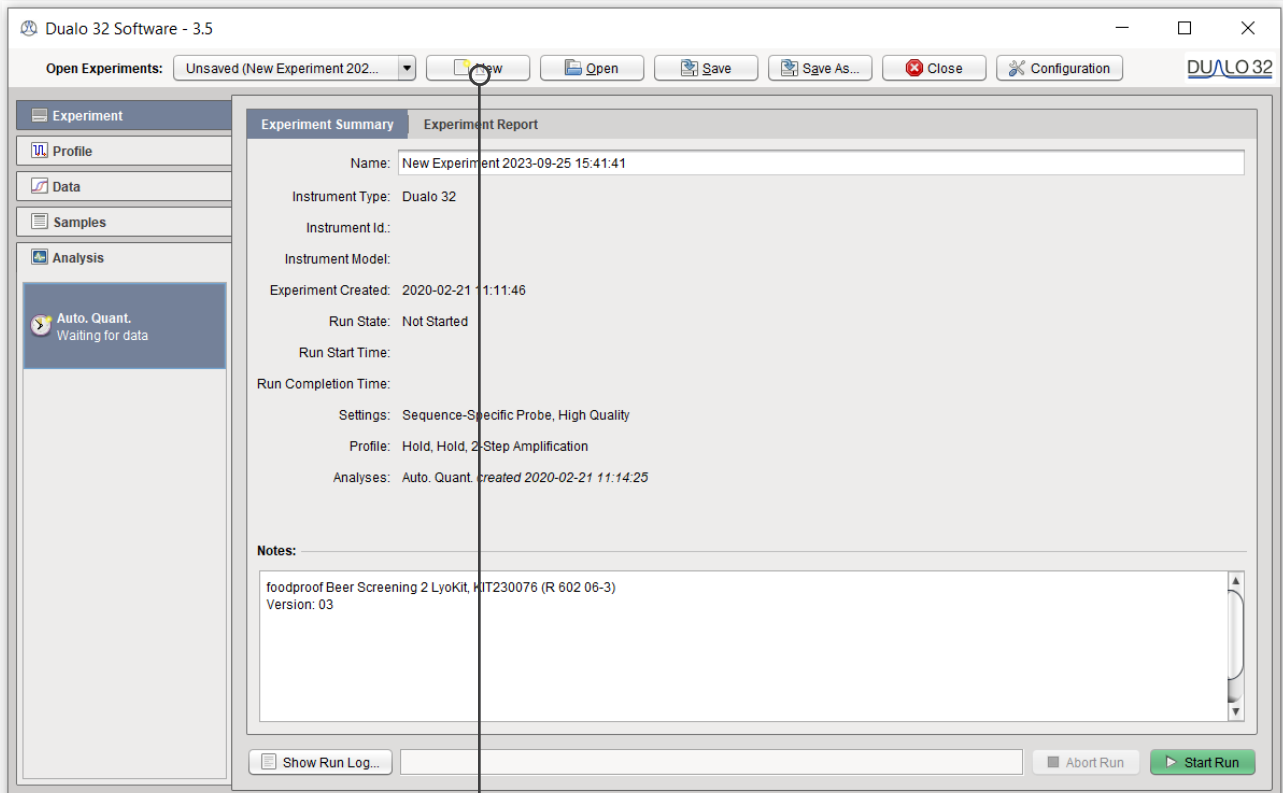 Dualo 32 Software - 3.5
Open Experiments: Unsaved (New Experiment 202... New Open Save Save As... Close Configuration DUALO 32
Experiment
Profile
Data
Samples
Analysis
Auto. Quant.
Waiting for data
Experiment Summary Experiment Report
Name: New Experiment 2023-09-25 15:41:41
Instrument Type: Dualo 32
Instrument Id.:
Instrument Model:
Experiment Created: 2020-02-21 11:11:46
Run State: Not Started
Run Start Time:
Run Completion Time:
Settings: Sequence-Specific Probe, High Quality
Profile: Hold, Hold, 2-Step Amplification
Analyses: Auto. Quant. created 2020-02-21 11:14:25
Notes:
foodproof Beer Screening 2 LyoKit, KIT230076 (R 602 06-3)
Version: 03
Show Run Log... Abort Run Start Run